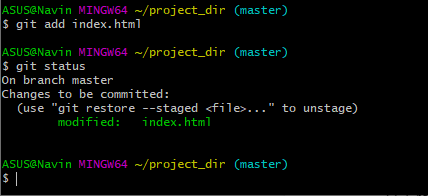 ASUS@Navin MINGW64 ~/project_dir (master)
$ git add index.html
ASUS@Navin MINGW64 ~/project_dir (master)
$ git status
On branch master
Changes to be committed:
(use "git restore --staged <file>..." to unstage)
modified: index.html
ASUS@Navin MINGW64 ~/project_dir (master)
$